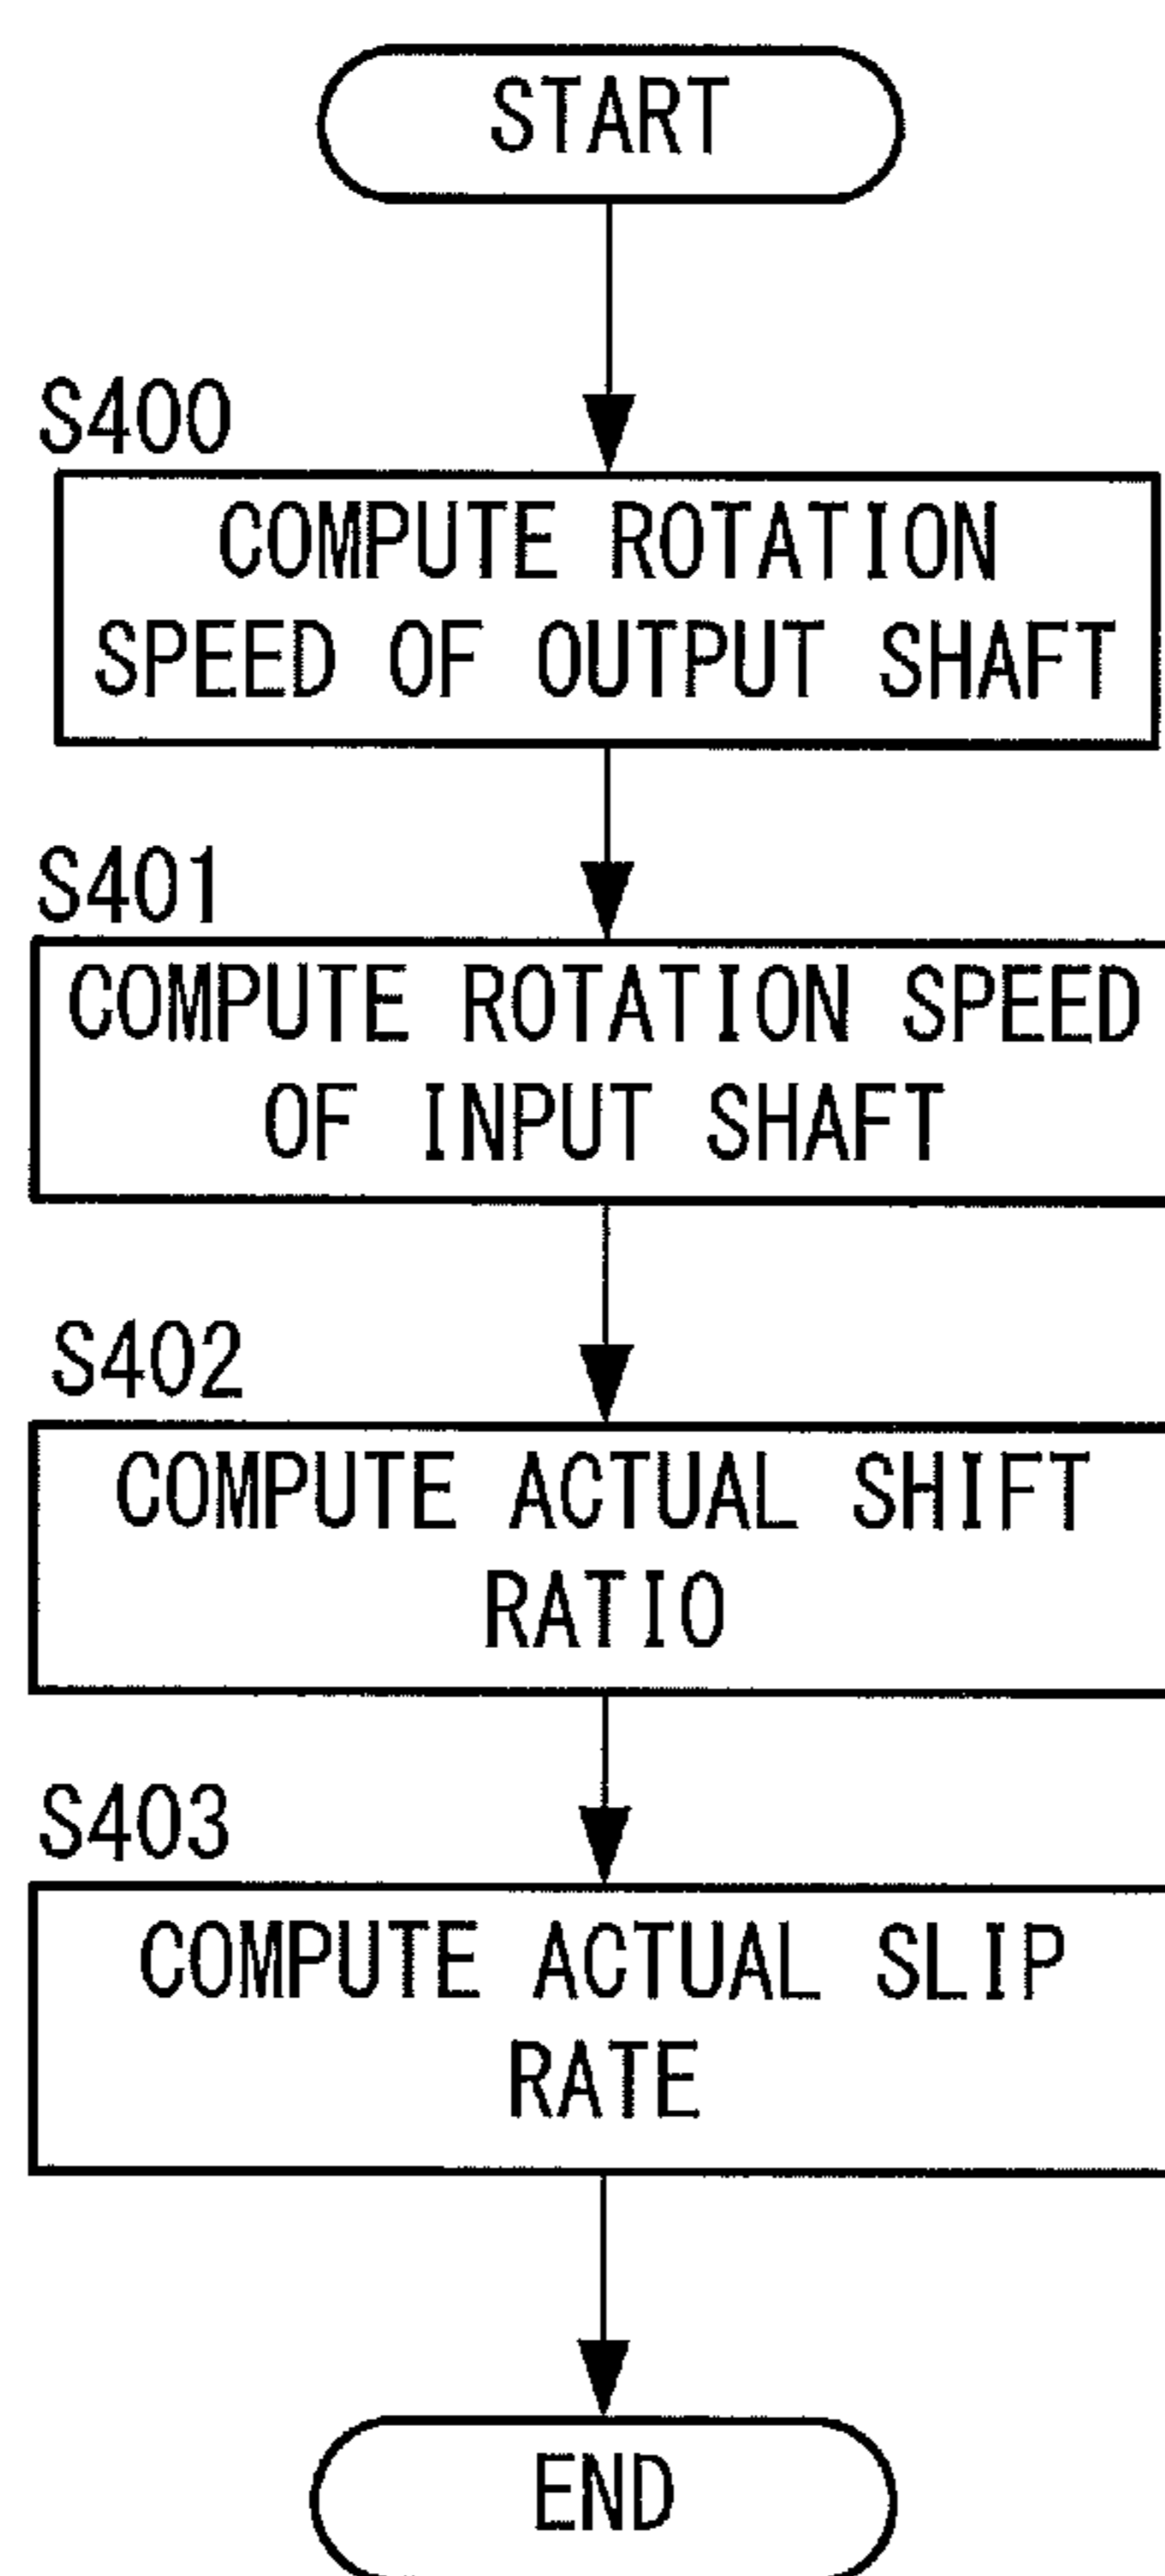 START
S400
COMPUTE ROTATION
SPEED OF OUTPUT SHAFT
S401
COMPUTE ROTATION SPEED
OF INPUT SHAFT
S402
COMPUTE ACTUAL SHIFT
RATIO
S403
COMPUTE ACTUAL SLIP
RATE
END